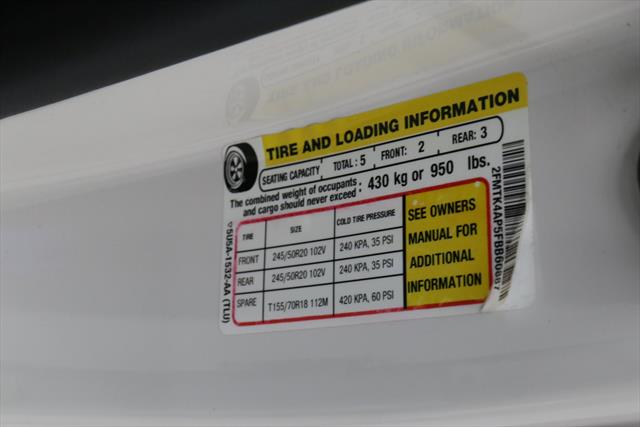 TIRE AND LOADING INFORMATION
SEATING CAPACITY TOTAL : 5 FRONT: 2 REAR: 3
The combined weight of occupants and cargo should never exceed : 430 kg or 950 lbs.
TIRE SIZE COLD TIRE PRESSURE
FRONT 245/50R20 102V 240 KPA, 35 PSI
REAR 245/50R20 102V 240 KPA, 35 PSI
SPARE T155/70R18 112M 420 KPA, 60 PSI
SEE OWNERS
MANUAL FOR
ADDITIONAL
INFORMATION
5U5A-1532-AA (TLU)